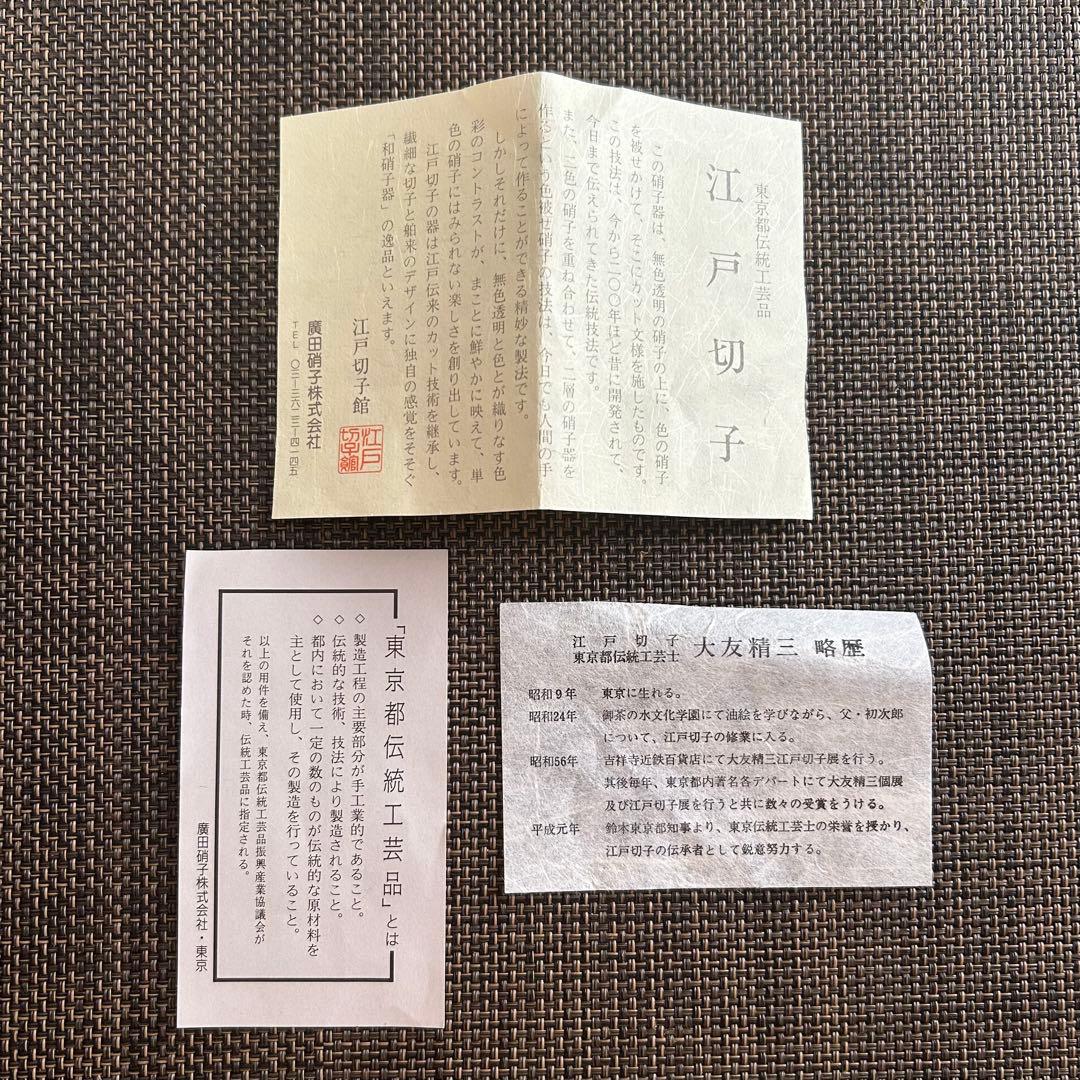 東京都伝統工芸品
江戸切子
この硝子器は、無色透明の硝子の上に、色の硝子
を被せかけて、そこにカット文様を施したものです。
この技法は、今から二〇〇年ほど昔に開発されて、
今日まで伝えられてきた伝統技法です。
また、二色の硝子を重ね合わせて、二層の硝子器を
作るという色被せ硝子の技法は、今日でも人間の手
によって作ることができる精妙な製法です。
しかしそれだけに、無色透明と色とが織りなす色
彩のコントラストが、まことに鮮やかに映えて、単
色の硝子にはみられない楽しさを創り出しています。
江戸切子の器は江戸伝来のカット技術を継承し、
繊細な切子と舶来のデザインに独自の感覚をそそぐ
「和硝子器」の逸品といえます。
江戸切子館
江戸
切子館
廣田硝子株式会社
TEL 〇三―三六二三―四一四五
「東京都伝統工芸品」とは
◇製造工程の主要部分が手工業的であること。
◇伝統的な技術、技法により製造されること。
◇都内において一定の数のものが伝統的な原材料を
主として使用し、その製造を行っていること。
以上の用件を備え、東京都伝統工芸品振興産業協議会が
それを認めた時、伝統工芸品に指定される。
廣田硝子株式会社・東京
江戸切子
東京都伝統工芸士 大友精三 略歴
昭和9年 東京に生れる。
昭和24年 御茶の水文化学園にて油絵を学びながら、父・初次郎
について、江戸切子の修業に入る。
昭和56年 吉祥寺近鉄百貨店にて大友精三江戸切子展を行う。
其後毎年、東京都内著名各デパートにて大友精三個展
及び江戸切子展を行うと共に数々の受賞をうける。
平成元年 鈴木東京都知事より、東京伝統工芸士の栄誉を授かり、
江戸切子の伝承者として鋭意努力する。